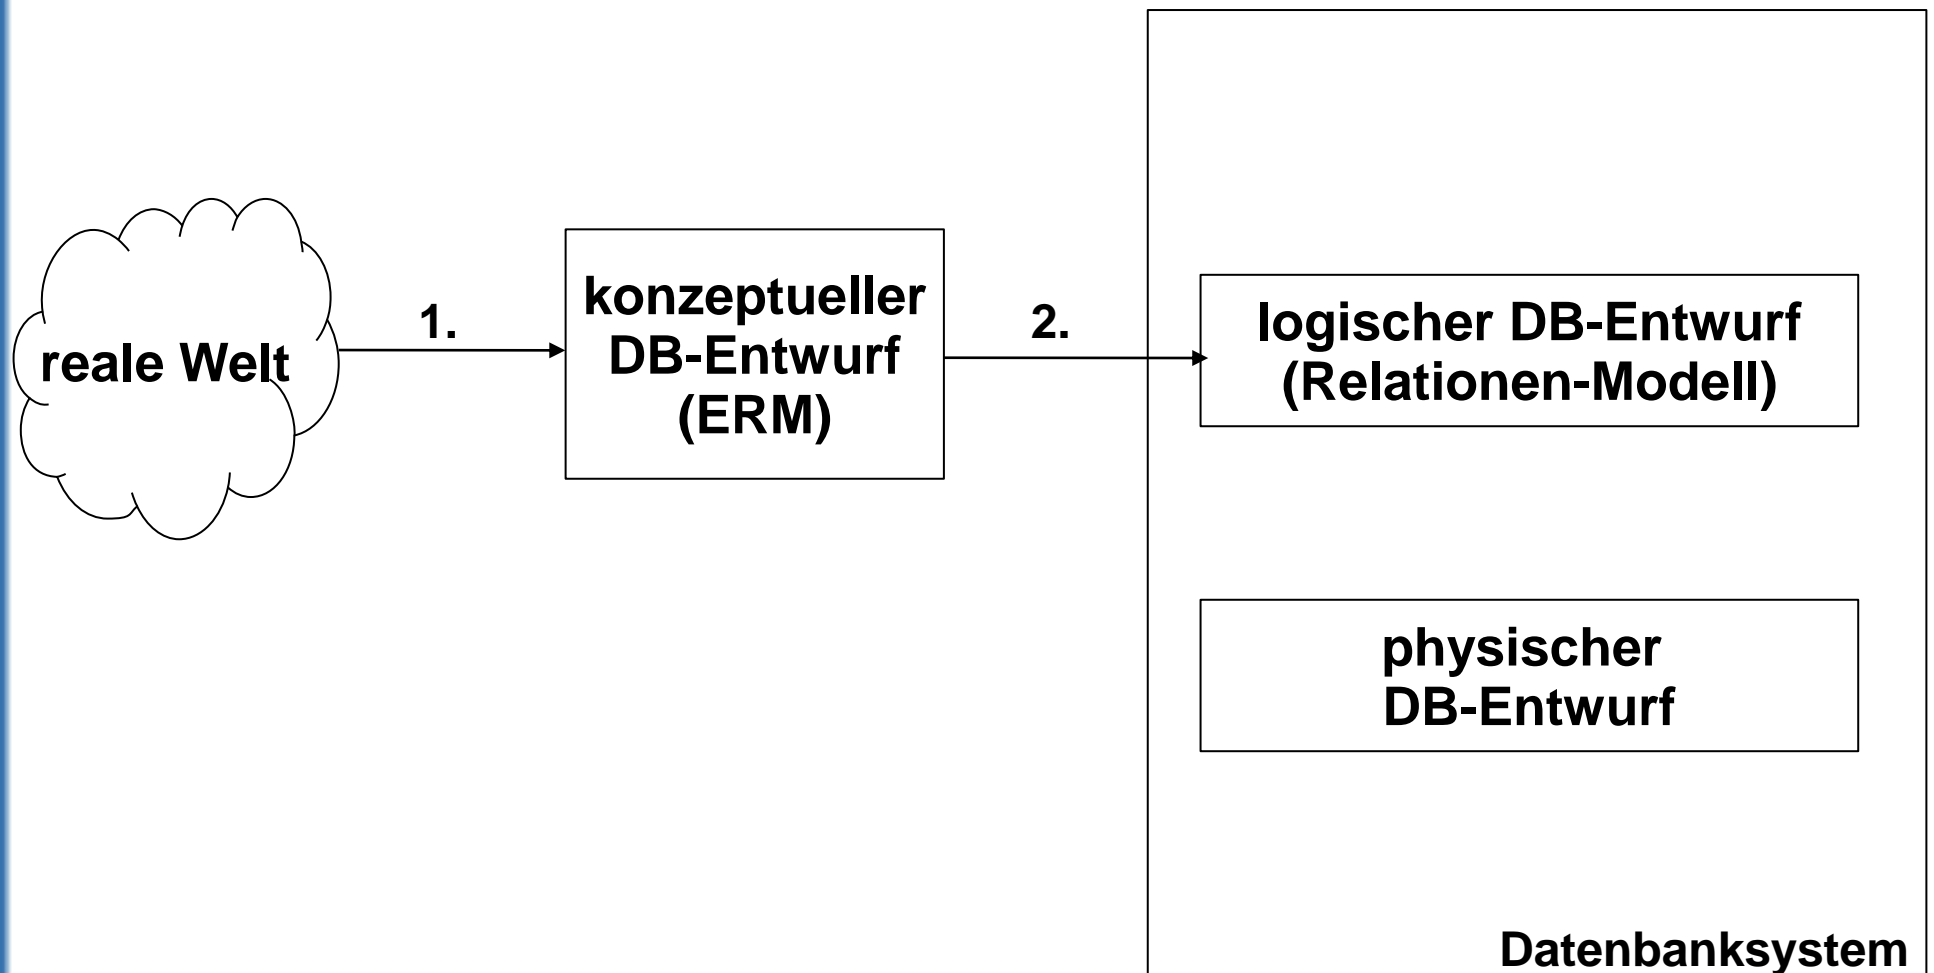 reale Welt
1.
konzeptueller
DB-Entwurf
(ERM)
2.
logischer DB-Entwurf
(Relationen-Modell)
physischer
DB-Entwurf
Datenbanksystem